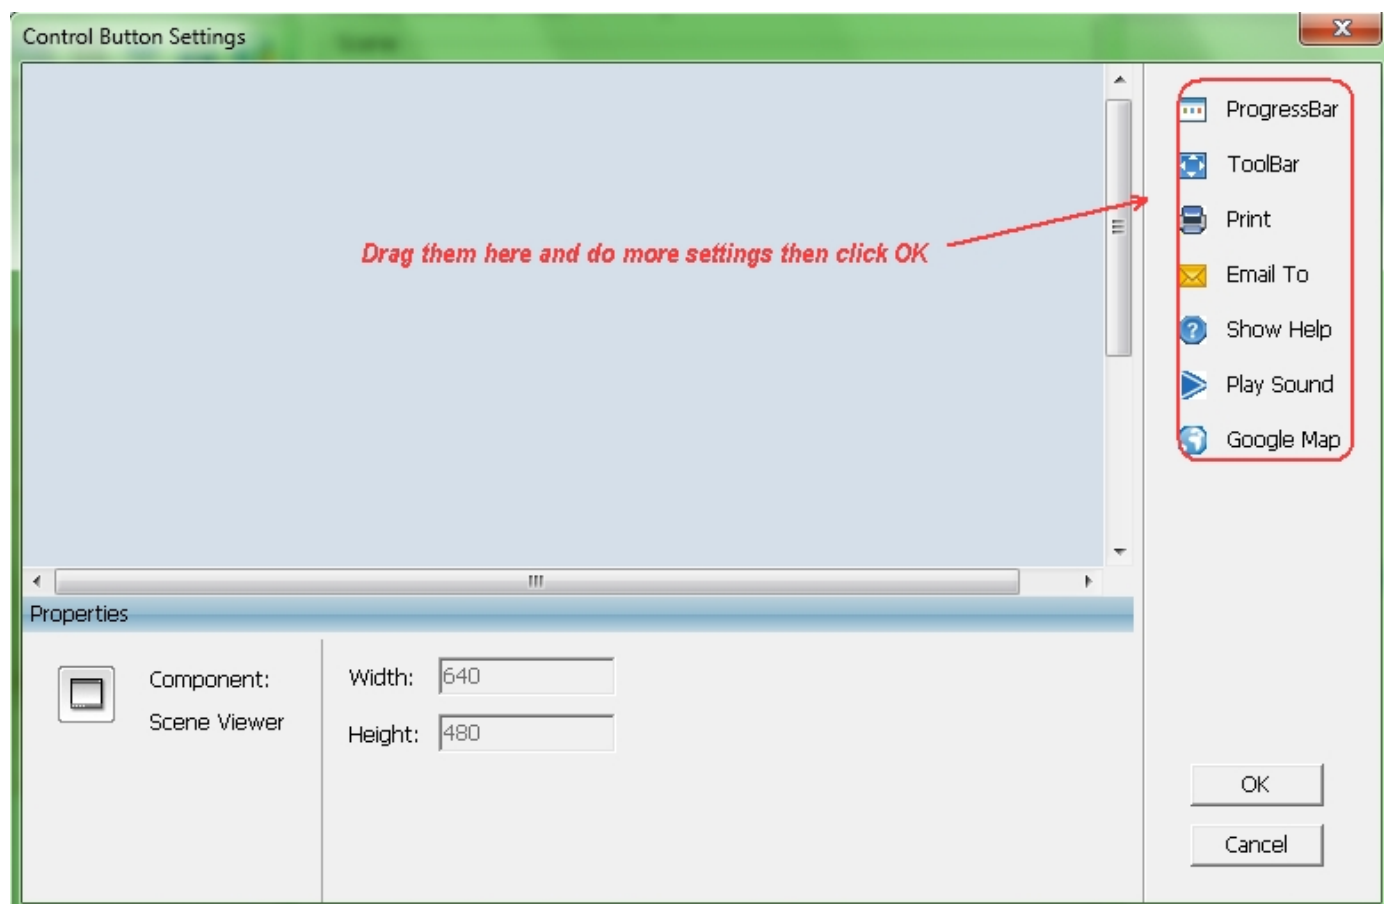 Control Button Settings
ProgressBar
ToolBar
Print
Drag them here and do more settings then click OK
Email To
Show Help
Play Sound
Google Map
Properties
Component:
Scene Viewer
Width: 640
Height: 480
OK
Cancel